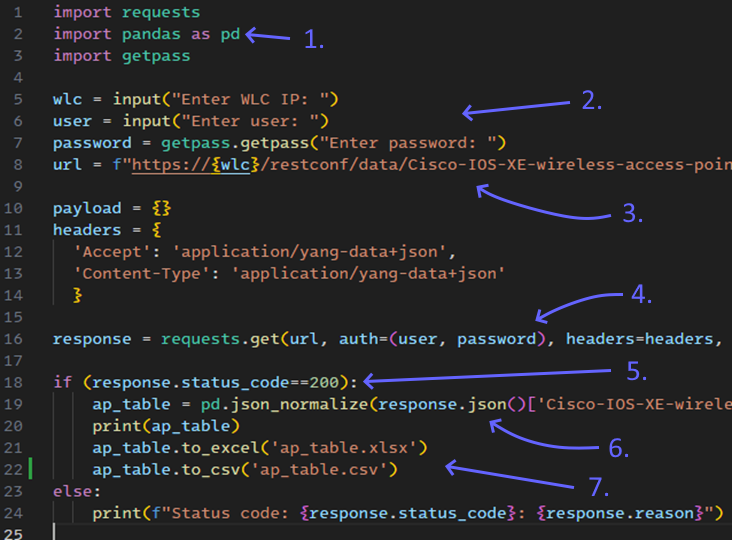 1 import requests
2 import pandas as pd 1.
3 import getpass
4
5 wlc = input("Enter WLC IP: ") 2.
6 user = input("Enter user: ")
7 password = getpass.getpass("Enter password: ")
8 url = f"https://{wlc}/restconf/data/Cisco-IOS-XE-wireless-access-poin
9 3.
10 payload = {}
11 headers = {
12 'Accept': 'application/yang-data+json',
13 'Content-Type': 'application/yang-data+json'
14 } 4.
15
16 response = requests.get(url, auth=(user, password), headers=headers,
17
18 if (response.status_code==200): 5.
19 ap_table = pd.json_normalize(response.json()['Cisco-IOS-XE-wirele
20 print(ap_table)
21 ap_table.to_excel('ap_table.xlsx') 6.
22 ap_table.to_csv('ap_table.csv')
23 else: 7.
24 print(f"Status code: {response.status_code}: {response.reason}")
25